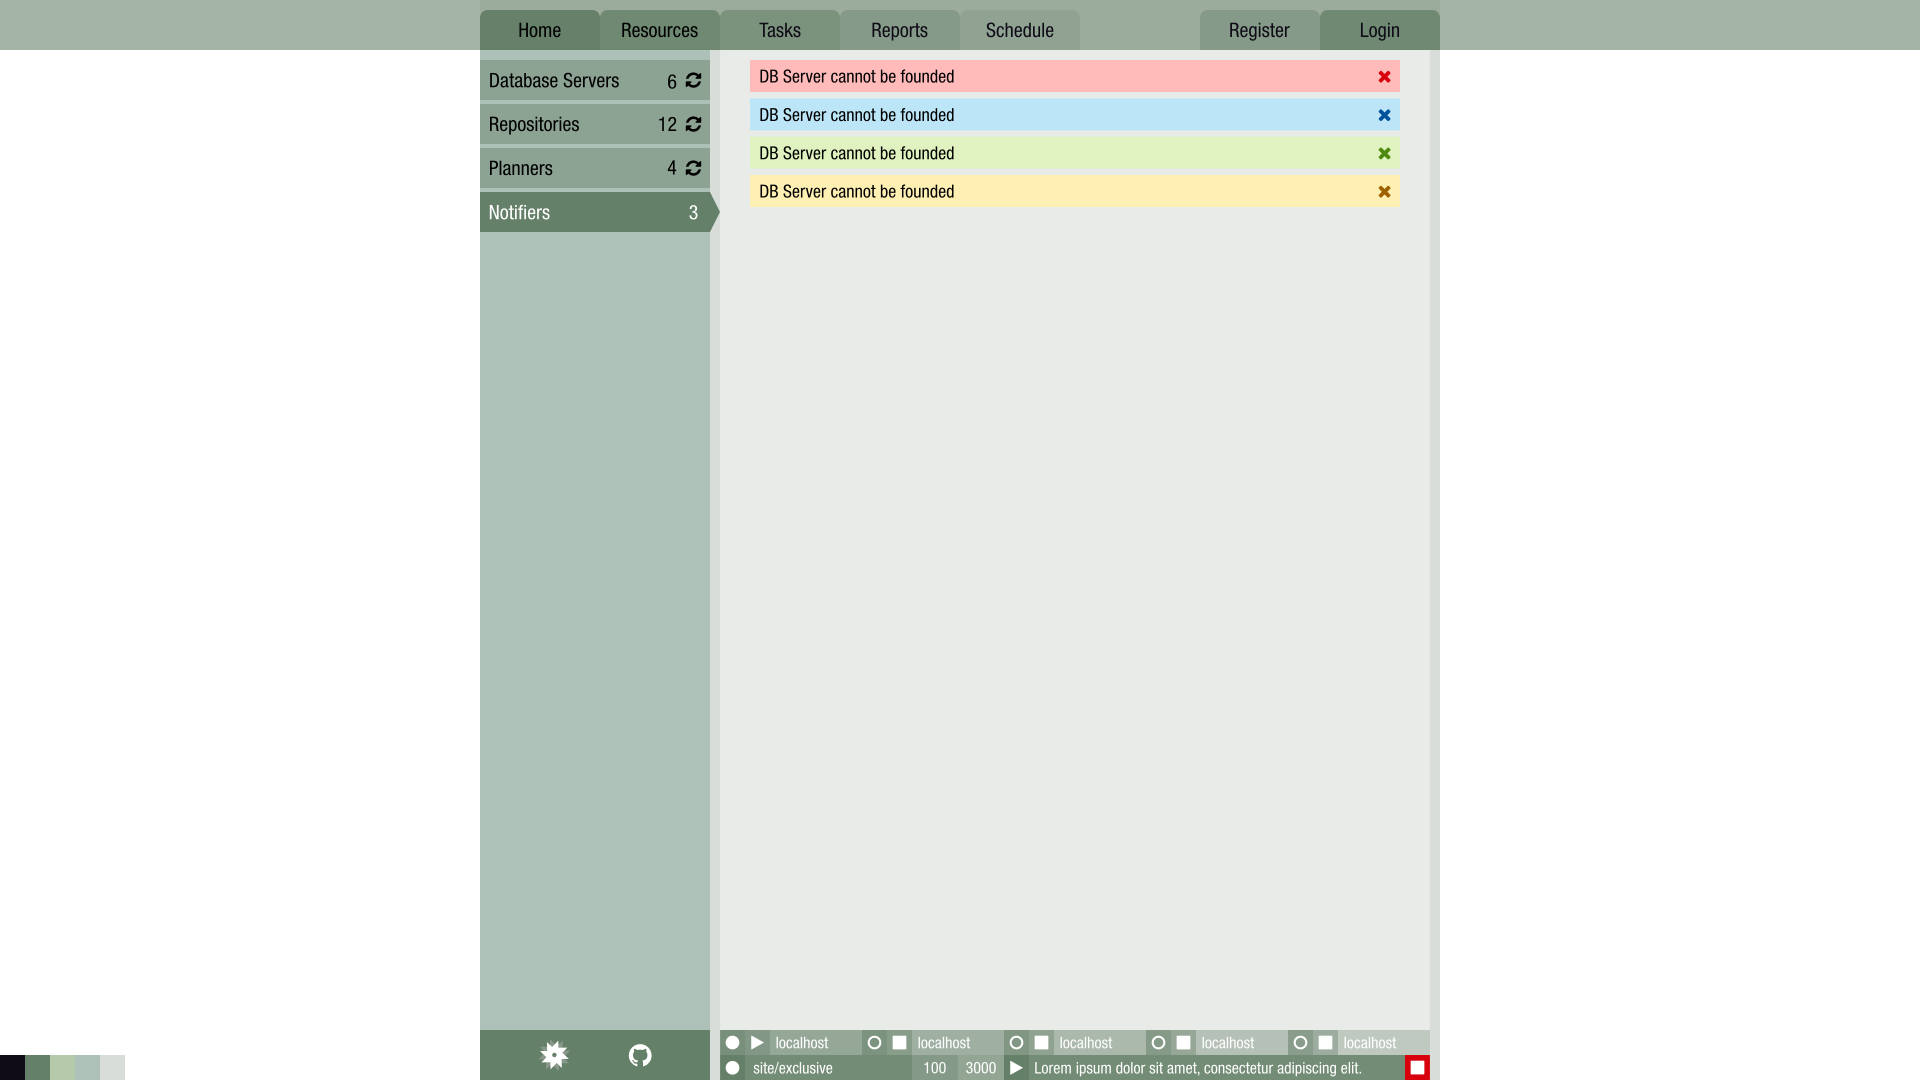 Home Resources Tasks Reports Schedule Register Login
Database Servers 6
Repositories 12
Planners 4
Notifiers 3
DB Server cannot be founded
DB Server cannot be founded
DB Server cannot be founded
DB Server cannot be founded
localhost localhost localhost localhost localhost
site/exclusive 100 3000 Lorem ipsum dolor sit amet, consectetur adipiscing elit.